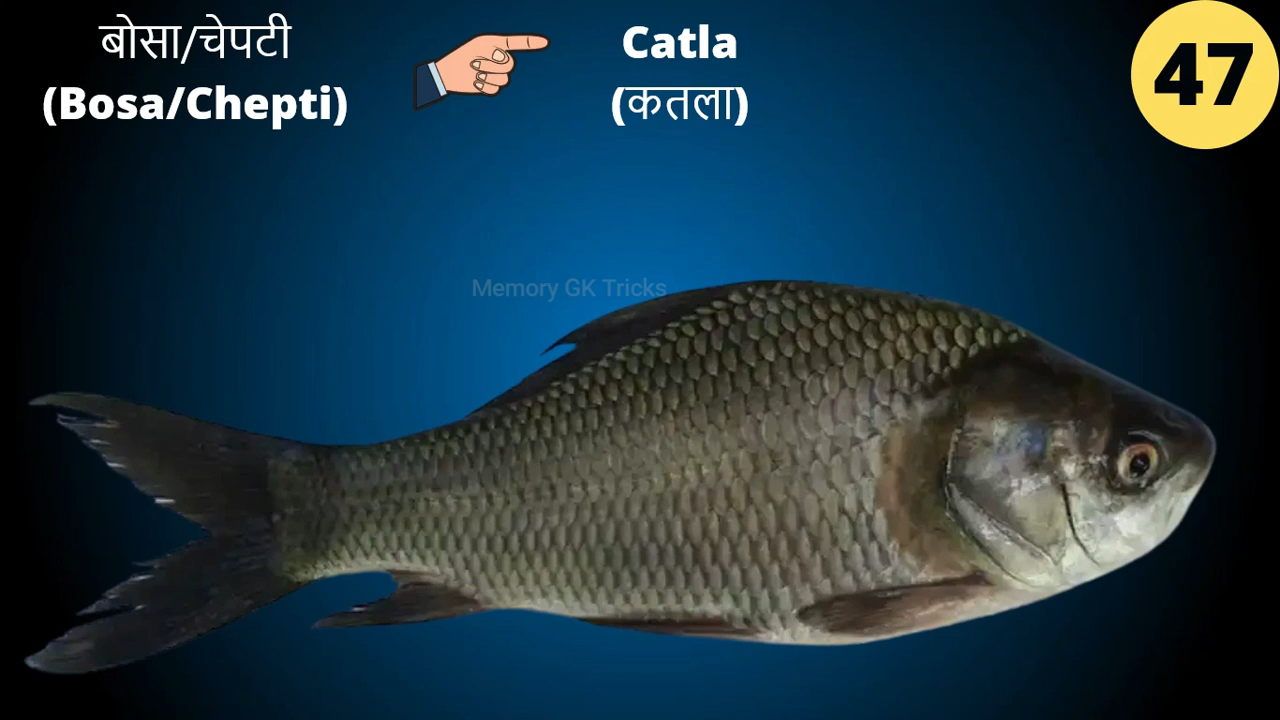 बोसा/चेपटी
(Bosa/Chepti)
Catla
(कतला)
47
Memory GK Tricks